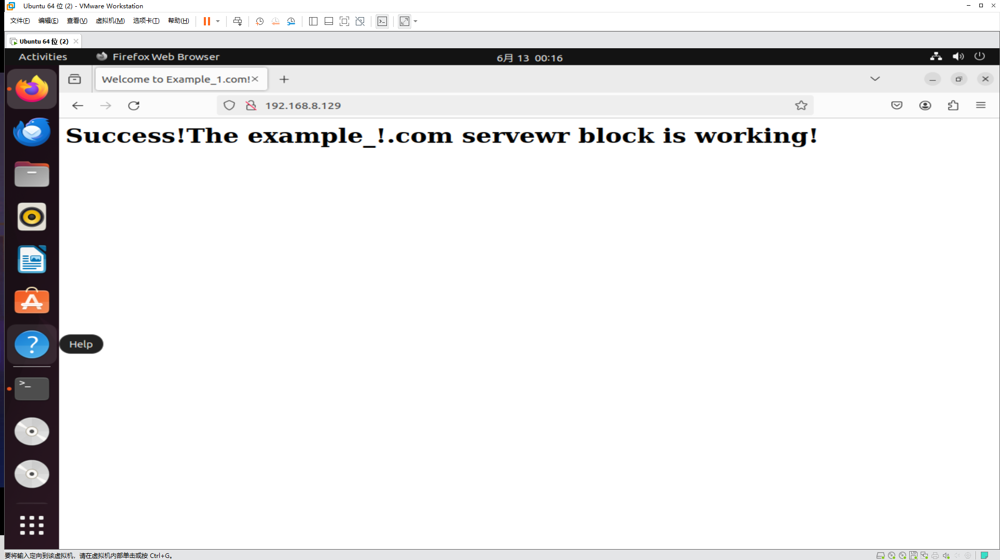 Ubuntu 64 位 (2) - VMware Workstation
文件(F) 编辑(E) 查看(V) 虚拟机(M) 选项卡(T) 帮助(H)
Ubuntu 64 位 (2)
Activities Firefox Web Browser 6月 13 00:16
Welcome to Example_1.com!
192.168.8.129
Success!The example_!.com servewr block is working!
Help
要将输入定向到该虚拟机，请在虚拟机内部单击或按 Ctrl+G。